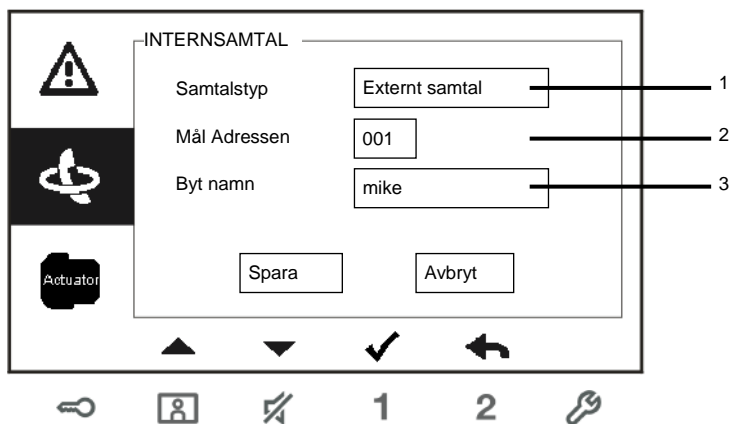 INTERNSAMTAL
Samtalstyp
Externt samtal
1
Mål Adressen
001
2
Byt namn
mike
3
Actuator
Spara
Avbryt
1
2